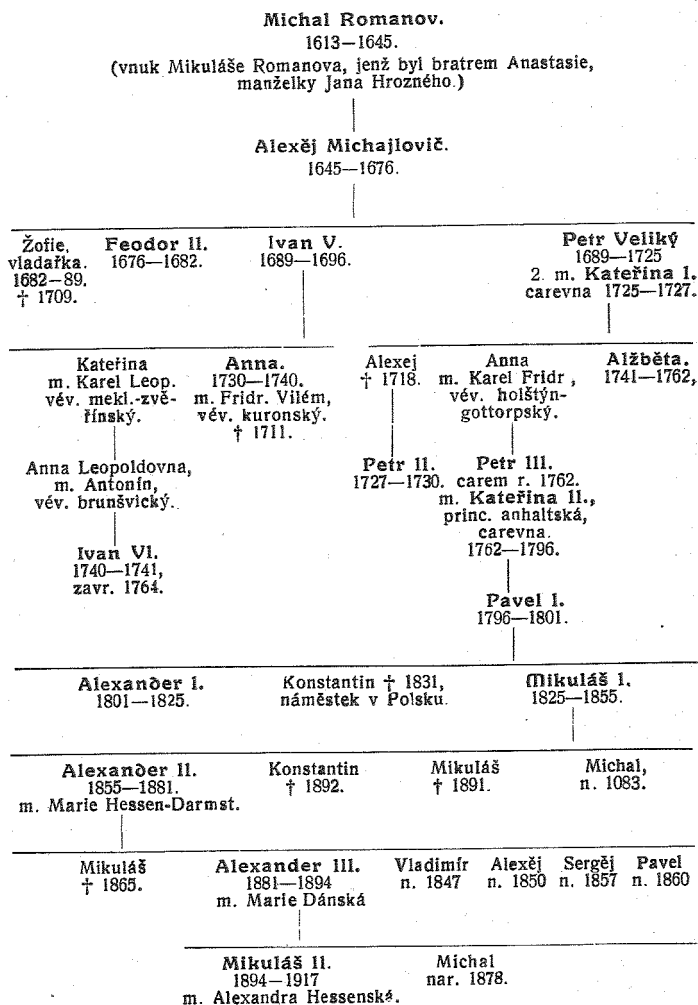 Michal Romanov.
1613—1645.
(vnuk Mikuláše Romanova, jenž byl bratrem Anastasie,
manželky Jana Hrozného.)
Alexěj Michajlovič.
1645—1676.
Žofie,
vladařka.
1682—89.
† 1709.
Feodor II.
1676—1682.
Ivan V.
1689—1696.
Petr Veliký
1689—1725
2. m. Kateřina I.
carevna 1725—1727.
Kateřina
m. Karel Leop.
vév. mekl.-zvě-
řínský.
Anna.
1730—1740.
m. Fridr. Vilém,
vév. kuronský.
† 1711.
Alexej
† 1718.
Anna
m. Karel Fridr,
vév. holštýn-
gottorpský.
Alžběta.
1741—1762,
Anna Leopoldovna,
m. Antonín,
vév. brunšvický.
Petr II.
1727—1730.
Petr III.
carem r. 1762.
m. Kateřina II.,
princ. anhaltská,
carevna.
1762—1796.
Ivan VI.
1740—1741,
zavr. 1764.
Pavel I.
1796—1801.
Alexander I.
1801—1825.
Konstantin † 1831,
náměstek v Polsku.
Mikuláš I.
1825—1855.
Alexander II.
1855—1881.
m. Marie Hessen-Darmst.
Konstantin
† 1892.
Mikuláš
† 1891.
Michal,
n. 1083.
Mikuláš
† 1865.
Alexander III.
1881—1894
m. Marie Dánská
Vladimír
n. 1847
Alexěj
n. 1850
Sergěj
n. 1857
Pavel
n. 1860
Mikuláš II.
1894—1917
m. Alexandra Hessenská.
Michal
nar. 1878.